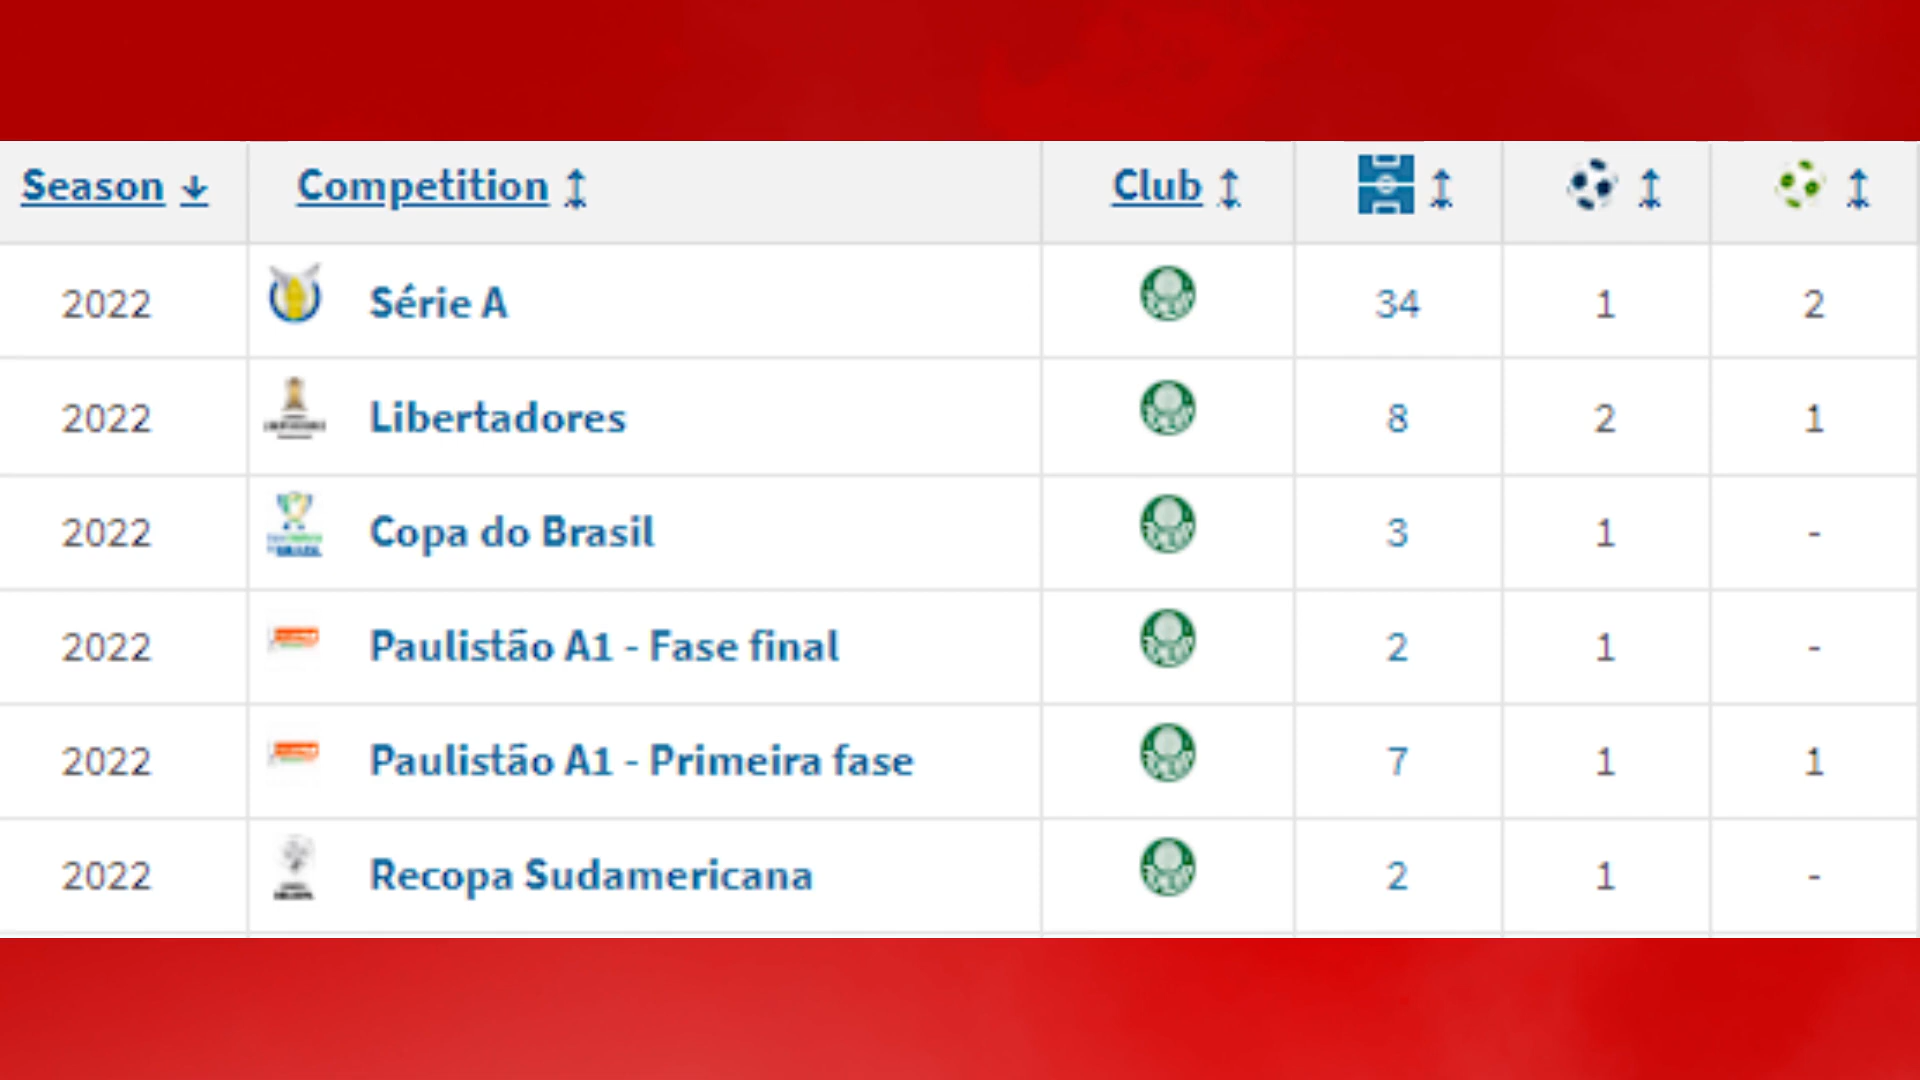 Season Competition Club
2022 Série A 34 1 2
2022 Libertadores 8 2 1
2022 Copa do Brasil 3 1 -
2022 Paulistão A1 - Fase final 2 1 -
2022 Paulistão A1 - Primeira fase 7 1 1
2022 Recopa Sudamericana 2 1 -